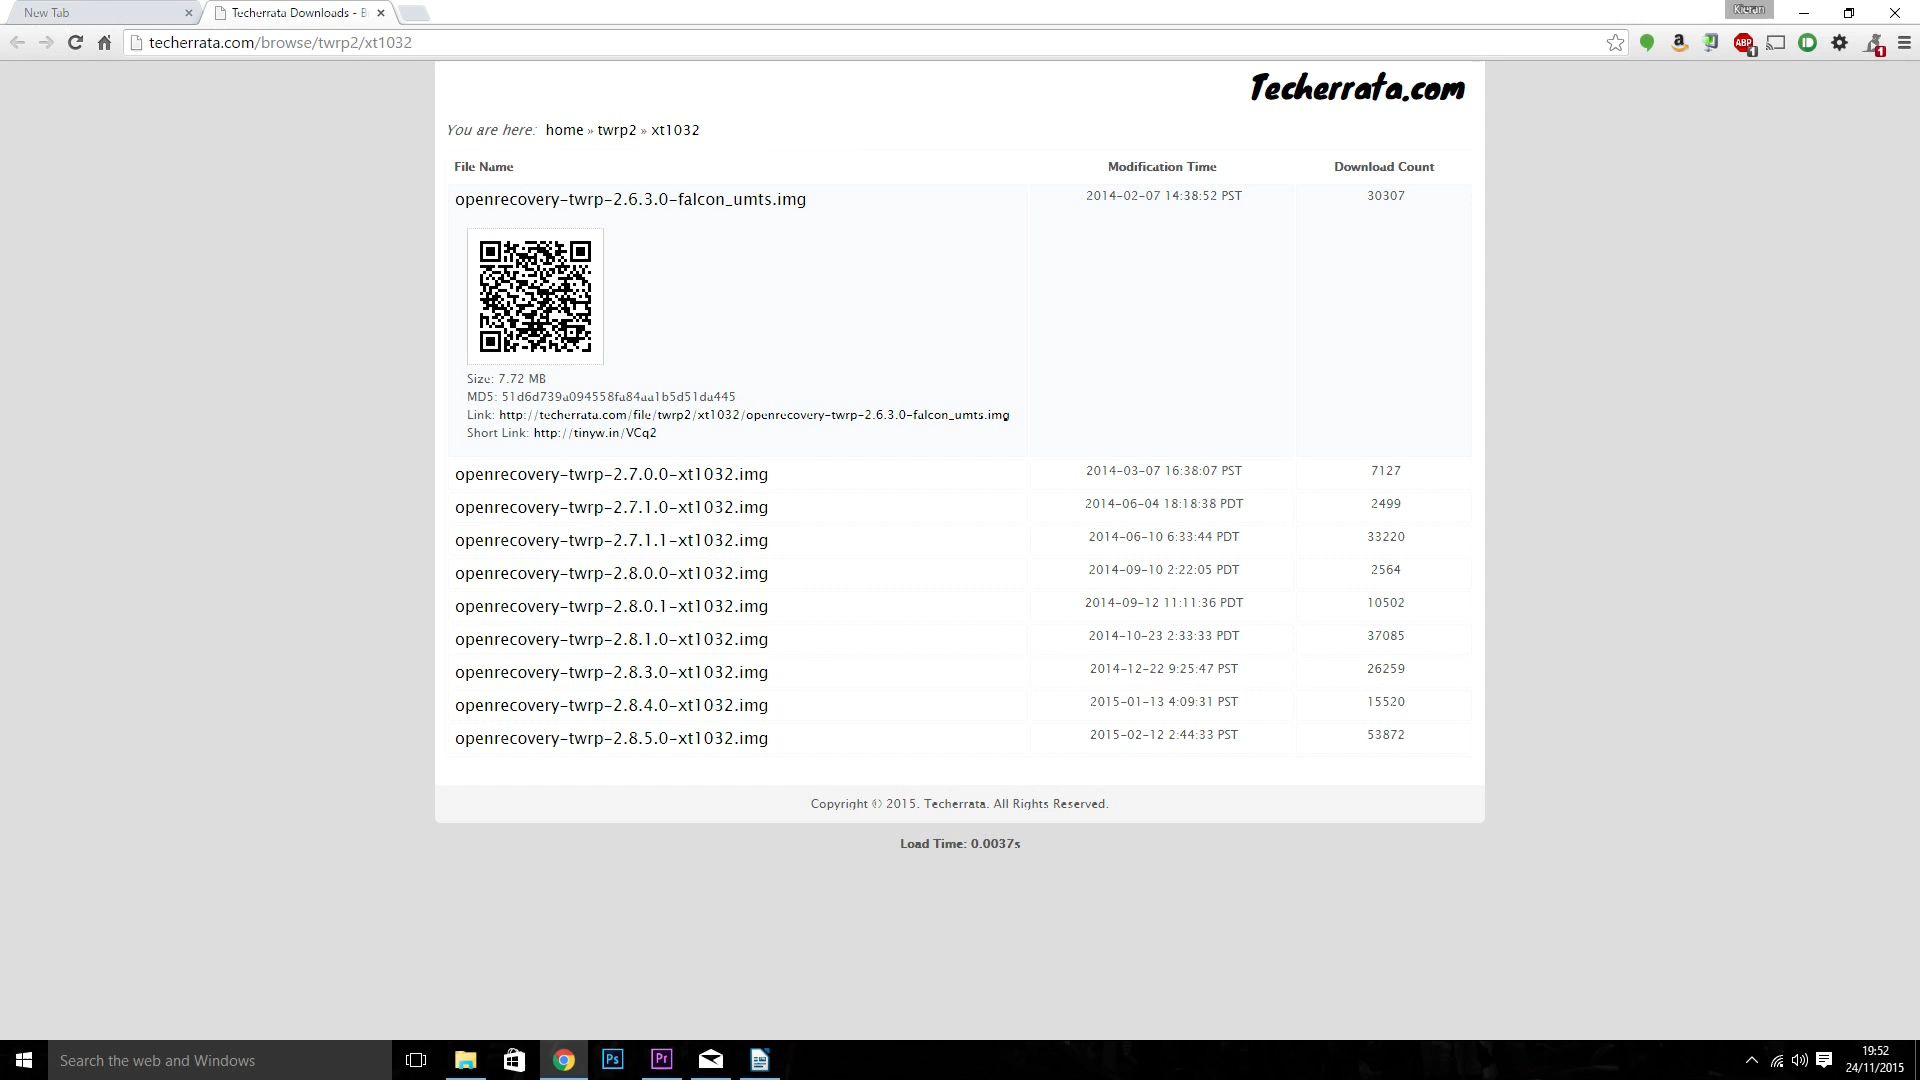 New Tab
Techerrata Downloads - B
Kieran
techerrata.com/browse/twrp2/xt1032
ABP
1
1
Techerrata.com
You are here: home » twrp2 » xt1032
File Name Modification Time Download Count
openrecovery-twrp-2.6.3.0-falcon_umts.img 2014-02-07 14:38:52 PST 30307
Size: 7.72 MB
MD5: 51d6d739a094558fa84aa1b5d51da445
Link: http://techerrata.com/file/twrp2/xt1032/openrecovery-twrp-2.6.3.0-falcon_umts.img
Short Link: http://tinyw.in/VCq2
openrecovery-twrp-2.7.0.0-xt1032.img 2014-03-07 16:38:07 PST 7127
openrecovery-twrp-2.7.1.0-xt1032.img 2014-06-04 18:18:38 PDT 2499
openrecovery-twrp-2.7.1.1-xt1032.img 2014-06-10 6:33:44 PDT 33220
openrecovery-twrp-2.8.0.0-xt1032.img 2014-09-10 2:22:05 PDT 2564
openrecovery-twrp-2.8.0.1-xt1032.img 2014-09-12 11:11:36 PDT 10502
openrecovery-twrp-2.8.1.0-xt1032.img 2014-10-23 2:33:33 PDT 37085
openrecovery-twrp-2.8.3.0-xt1032.img 2014-12-22 9:25:47 PST 26259
openrecovery-twrp-2.8.4.0-xt1032.img 2015-01-13 4:09:31 PST 15520
openrecovery-twrp-2.8.5.0-xt1032.img 2015-02-12 2:44:33 PST 53872
Copyright © 2015. Techerrata. All Rights Reserved.
Load Time: 0.0037s
Search the web and Windows
Ps
Pr
19:52
24/11/2015